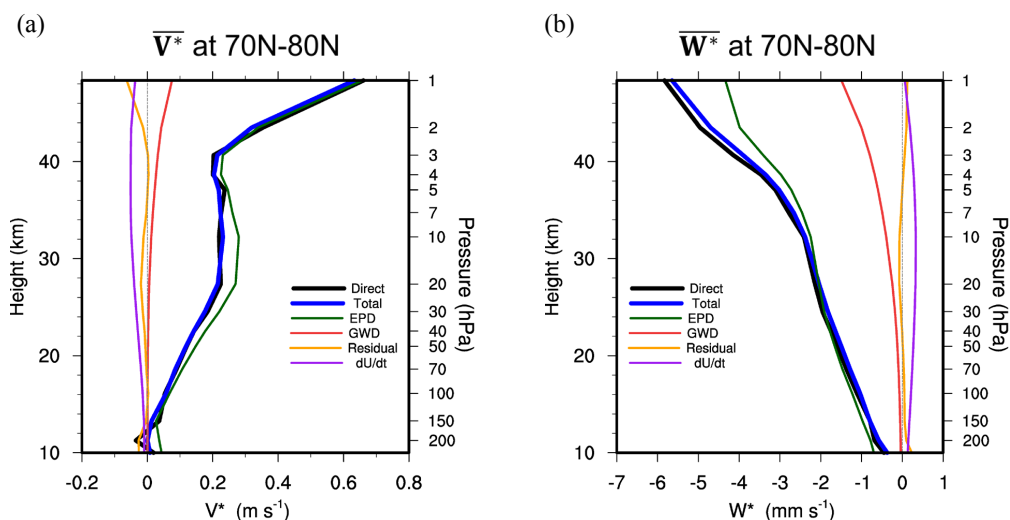 (a)
V* at 70N-80N
1
2
3
4
5
7
10
20
30
40
50
70
100
150
200
40
30
20
10
Height (km)
Pressure (hPa)
Direct
Total
EPD
GWD
Residual
dU/dt
-0.2 0 0.2 0.4 0.6 0.8
V* (m s⁻¹)
(b)
W* at 70N-80N
1
2
3
4
5
7
10
20
30
40
50
70
100
150
200
40
30
20
10
Height (km)
Pressure (hPa)
Direct
Total
EPD
GWD
Residual
dU/dt
-7 -6 -5 -4 -3 -2 -1 0 1
W* (mm s⁻¹)